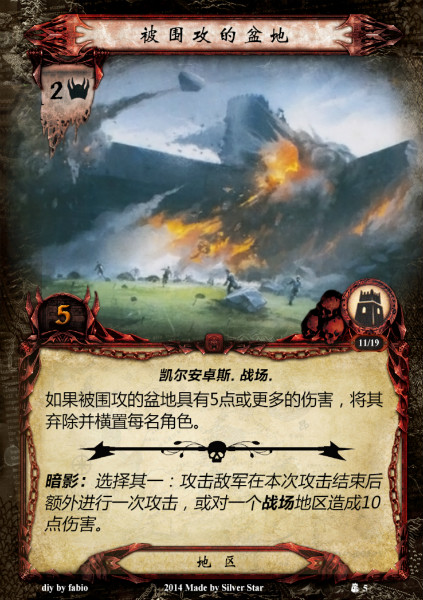 被围攻的盆地
2
5
11/19
凯尔安卓斯. 战场.
如果被围攻的盆地具有5点或更多的伤害，将其
弃除并横置每名角色。
暗影：选择其一：攻击敌军在本次攻击结束后
额外进行一次攻击，或对一个战场地区造成10
点伤害。
地区
diy by fabio
2014 Made by Silver Star
5